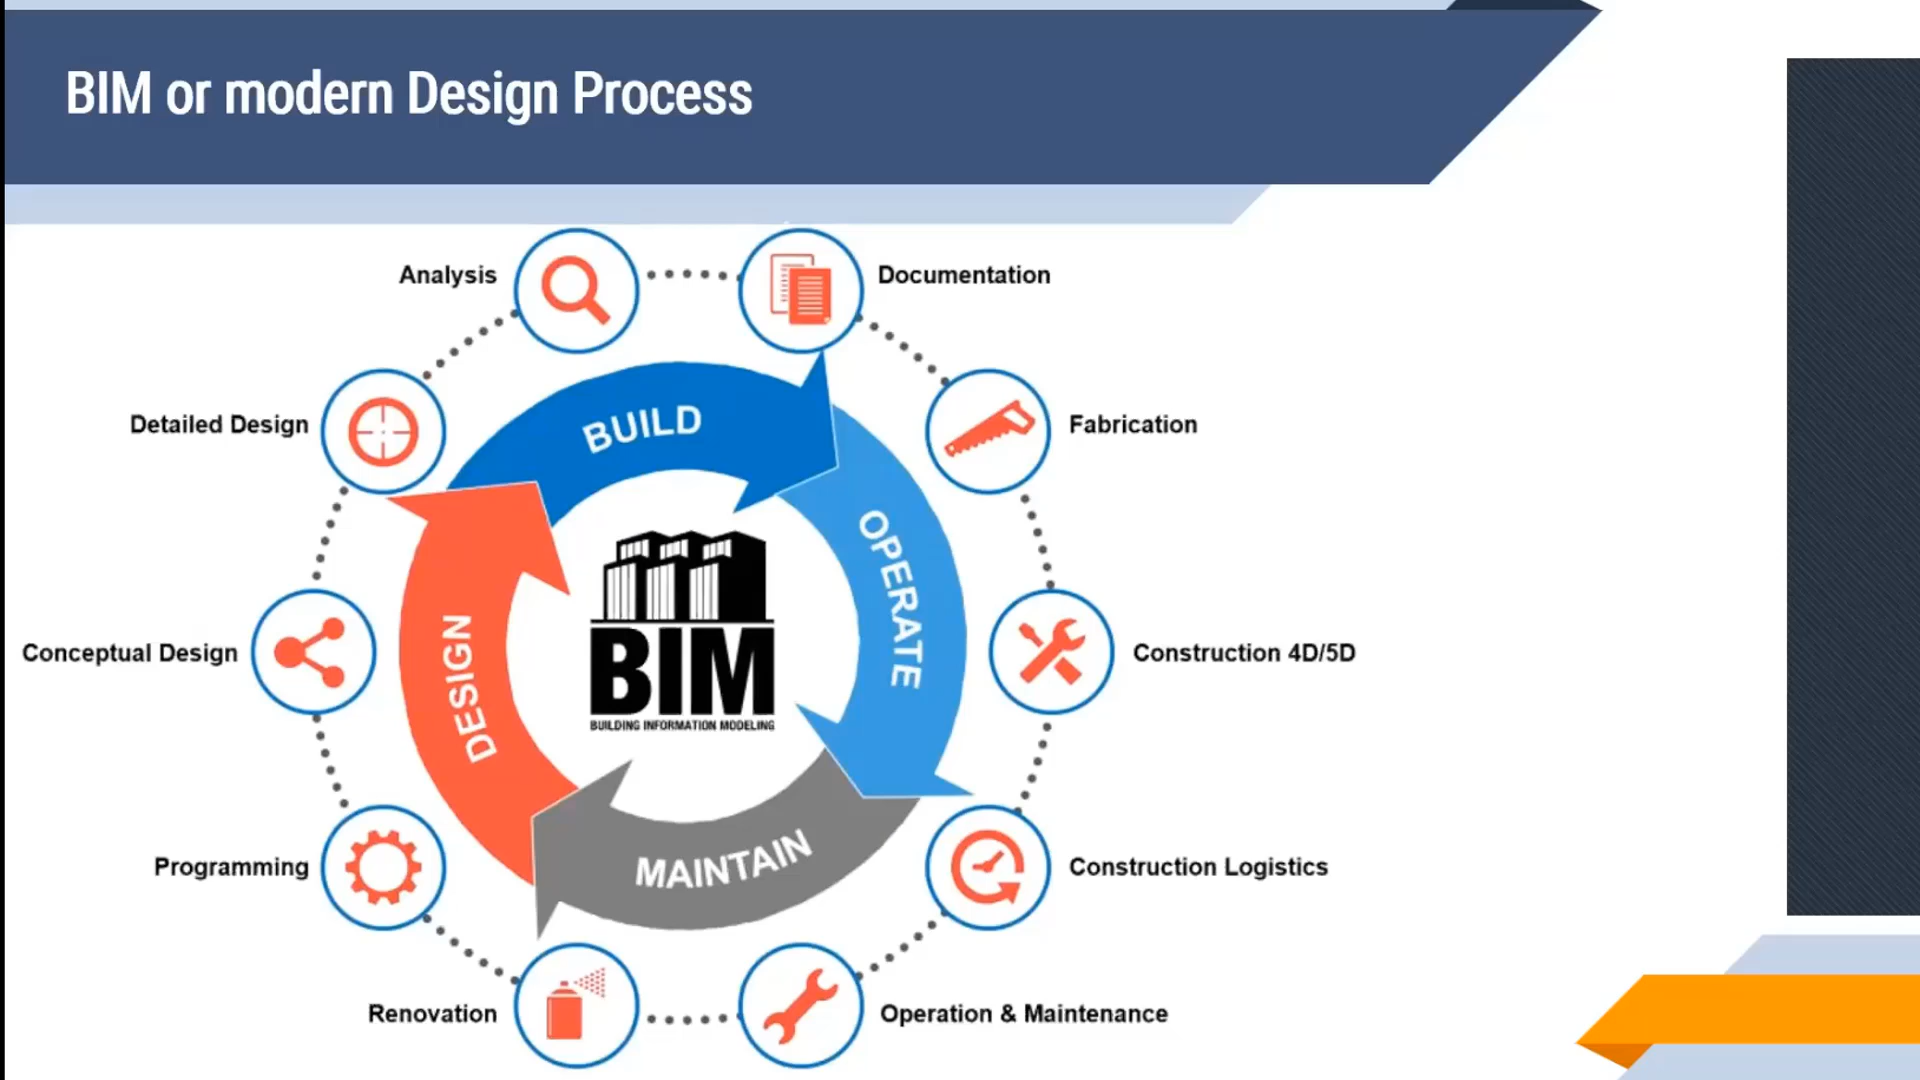 BIM or modern Design Process
Analysis
Documentation
Detailed Design
Fabrication
BUILD
OPERATE
DESIGN
MAINTAIN
BIM
BUILDING INFORMATION MODELING
Conceptual Design
Construction 4D/5D
Programming
Construction Logistics
Renovation
Operation & Maintenance